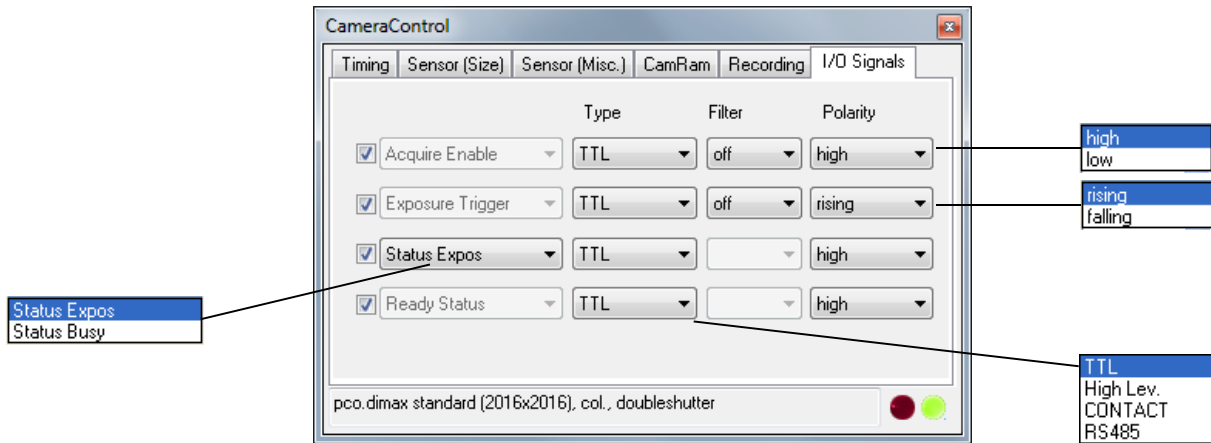 CameraControl
Timing Sensor (Size) Sensor (Misc.) CamRam Recording I/O Signals
Type Filter Polarity
Acquire Enable TTL off high
high
low
Exposure Trigger TTL off rising
rising
falling
Status Expos TTL high
Status Expos
Status Busy
Ready Status TTL high
TTL
High Lev.
CONTACT
RS485
pco.dimax standard (2016x2016), col., doubleshutter